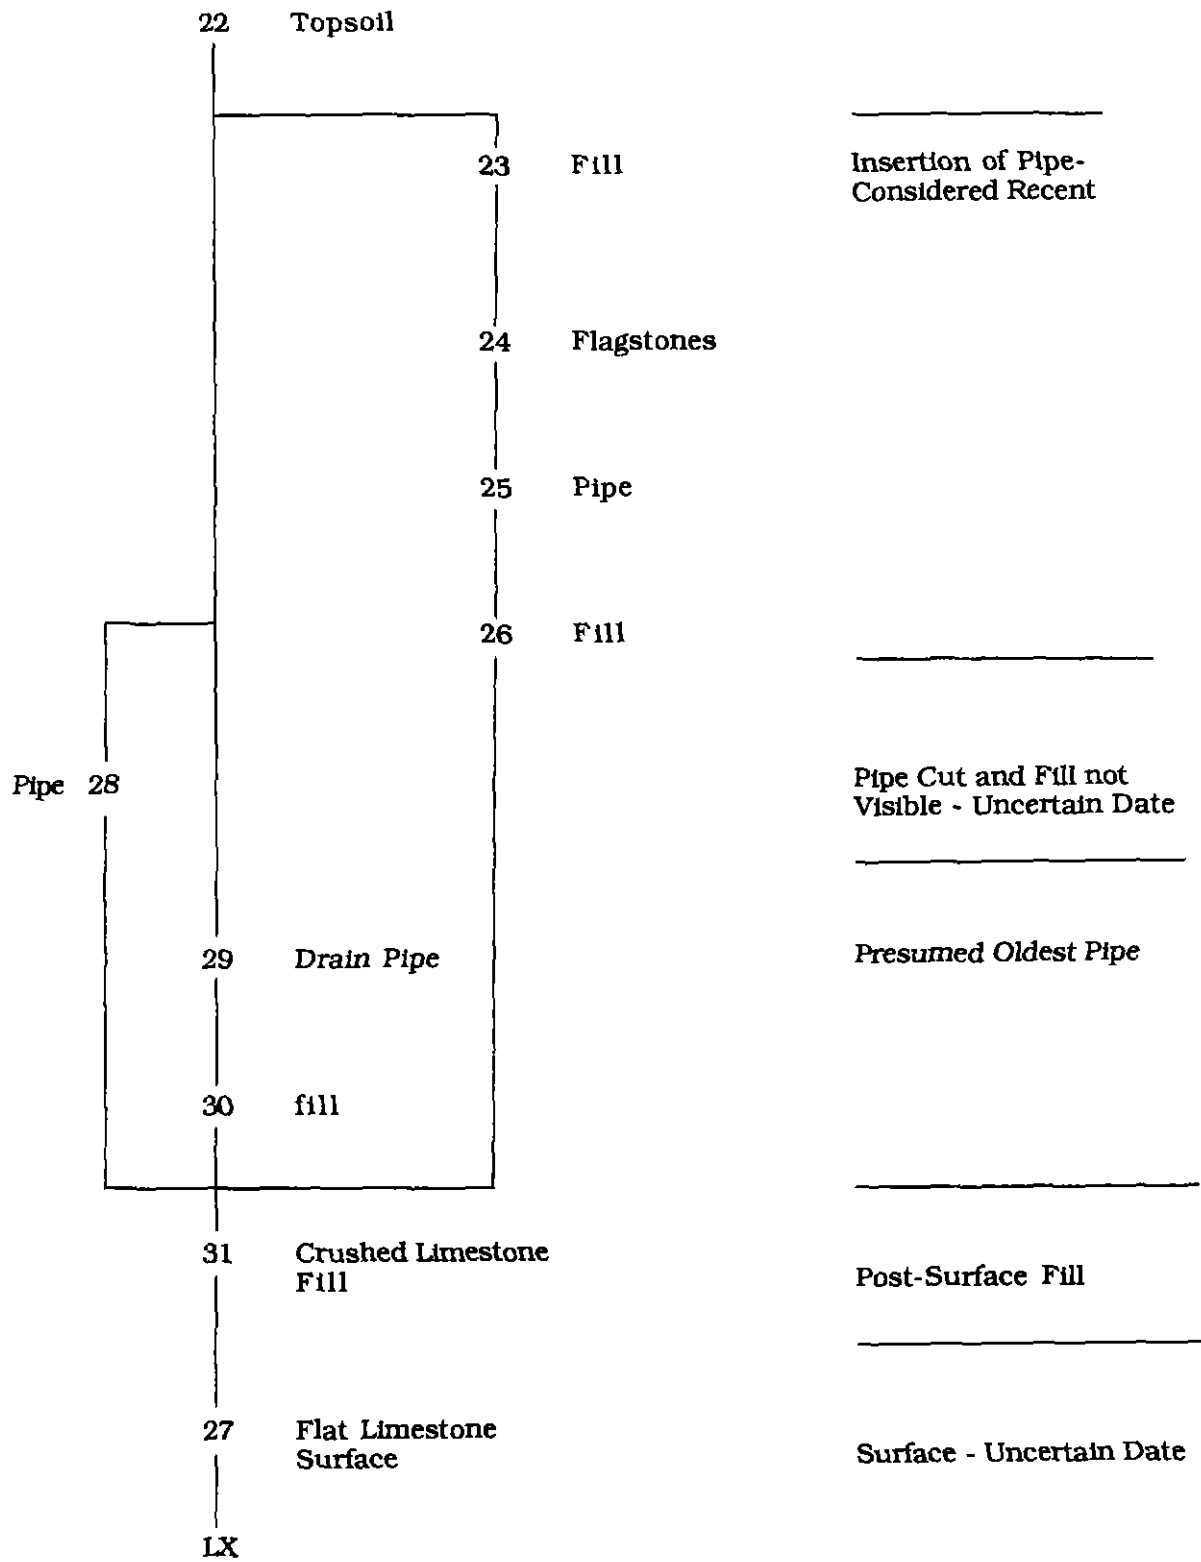 22 Topsoil
23 Fill
Insertion of Pipe-
Considered Recent
24 Flagstones
25 Pipe
26 Fill
Pipe 28
Pipe Cut and Fill not
Visible - Uncertain Date
29 Drain Pipe
Presumed Oldest Pipe
30 fill
31 Crushed Limestone
Fill
Post-Surface Fill
27 Flat Limestone
Surface
Surface - Uncertain Date
LX